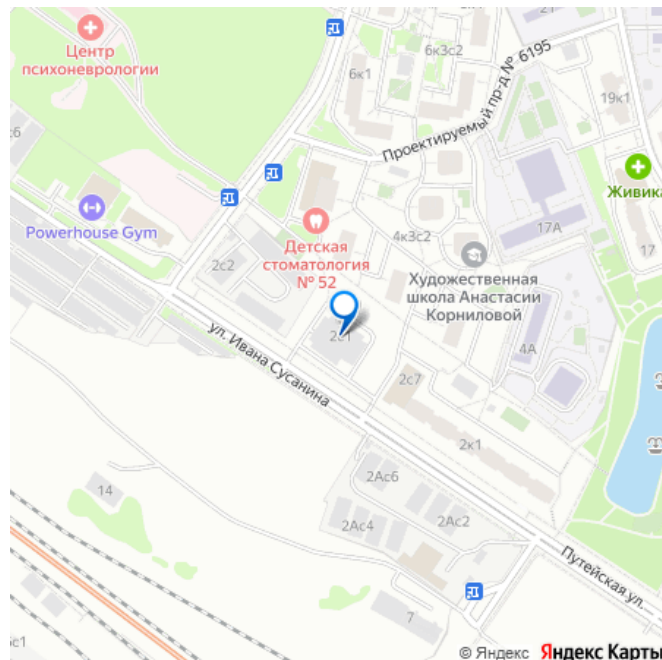 21
Центр
психоневрологии
6к3с2
6к1
19к1
Проектируемый пр-д № 6195
с6
Живика
Powerhouse Gym
17А
17
Детская
стоматология
№ 52
4к3с2
2с2
Художественная
школа Анастасии
Корниловой
ул. Ивана Сусанина
4А
2с7
2к1
2Ас6
14
2Ас4
2Ас2
Путейская ул.
7
6с1
© Яндекс Яндекс Карты